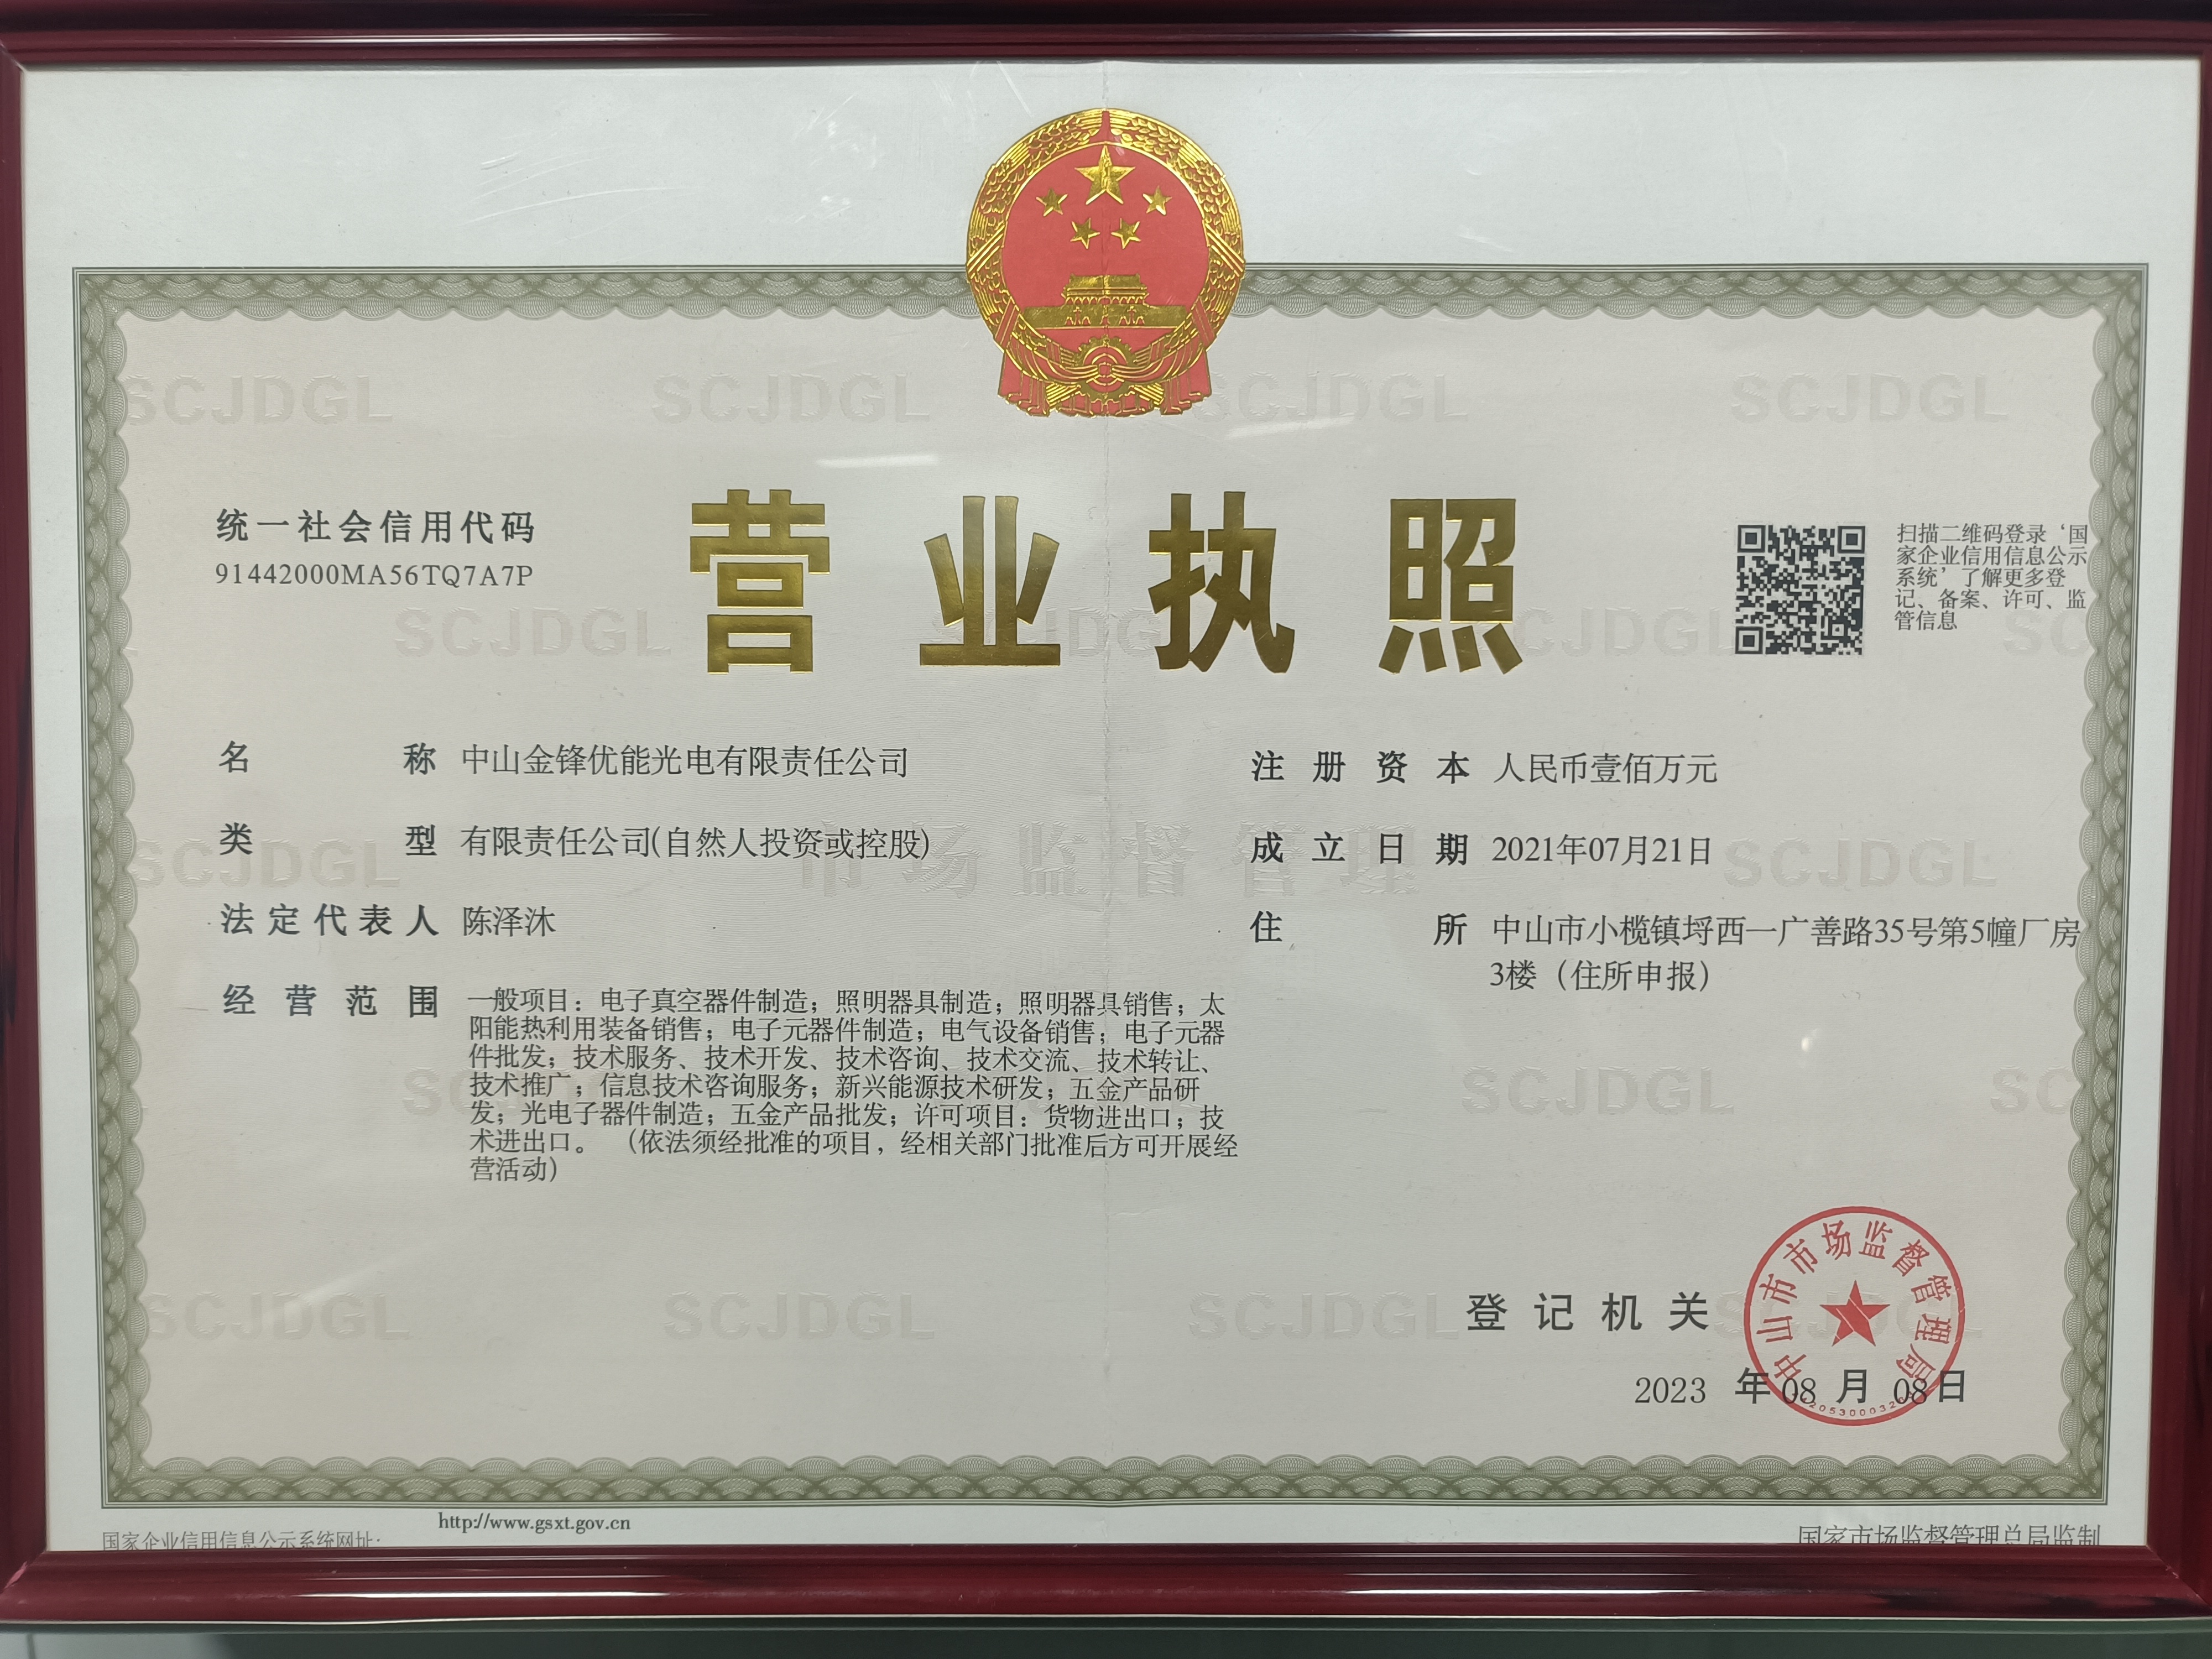 统一社会信用代码
91442000MA56TQ7A7P
营业执照
扫描二维码登录‘国
家企业信用信息公示
系统’了解更多登
记、备案、许可、监
管信息
名称 中山金锋优能光电有限责任公司
类型 有限责任公司(自然人投资或控股)
法定代表人 陈泽沐
经营范围 一般项目：电子真空器件制造；照明器具制造；照明器具销售；太
阳能热利用装备销售；电子元器件制造；电气设备销售；电子元器
件批发；技术服务、技术开发、技术咨询、技术交流、技术转让、
技术推广；信息技术咨询服务；新兴能源技术研发；五金产品研
发；光电子器件制造；五金产品批发；许可项目：货物进出口；技
术进出口。（依法须经批准的项目，经相关部门批准后方可开展经
营活动）
注册资本 人民币壹佰万元
成立日期 2021年07月21日
住所 中山市小榄镇埒西一广善路35号第5幢厂房
3楼（住所申报）
登记机关
中山市市场监督管理局
2023 年 08 月 08 日
国家企业信用信息公示系统网址:
http://www.gsxt.gov.cn
国家市场监督管理总局监制
SCJDGL
SCJDGL
SCJDGL
SCJDGL
市场监督管理